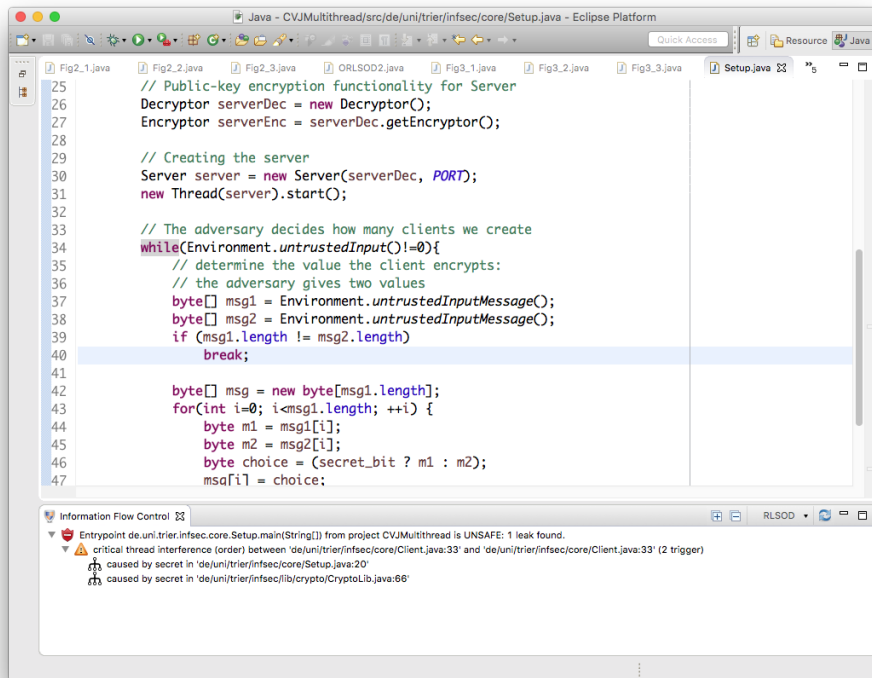 Java - CVJMultithread/src/de/uni/trier/infsec/core/Setup.java - Eclipse Platform
Quick Access Resource Java
Fig2_1.java Fig2_2.java Fig2_3.java ORLSOD2.java Fig3_1.java Fig3_2.java Fig3_3.java Setup.java »5
25 // Public-key encryption functionality for Server
26 Decryptor serverDec = new Decryptor();
27 Encryptor serverEnc = serverDec.getEncryptor();
28
29 // Creating the server
30 Server server = new Server(serverDec, PORT);
31 new Thread(server).start();
32
33 // The adversary decides how many clients we create
34 while(Environment.untrustedInput()!=0){
35 // determine the value the client encrypts:
36 // the adversary gives two values
37 byte[] msg1 = Environment.untrustedInputMessage();
38 byte[] msg2 = Environment.untrustedInputMessage();
39 if (msg1.length != msg2.length)
40 break;
41
42 byte[] msg = new byte[msg1.length];
43 for(int i=0; i<msg1.length; ++i) {
44 byte m1 = msg1[i];
45 byte m2 = msg2[i];
46 byte choice = (secret_bit ? m1 : m2);
47 msg[i] = choice;
Information Flow Control RLSOD
Entrypoint de.uni.trier.infsec.core.Setup.main(String[]) from project CVJMultithread is UNSAFE: 1 leak found.
critical thread interference (order) between 'de/uni/trier/infsec/core/Client.java:33' and 'de/uni/trier/infsec/core/Client.java:33' (2 trigger)
caused by secret in 'de/uni/trier/infsec/core/Setup.java:20'
caused by secret in 'de/uni/trier/infsec/lib/crypto/CryptoLib.java:66'